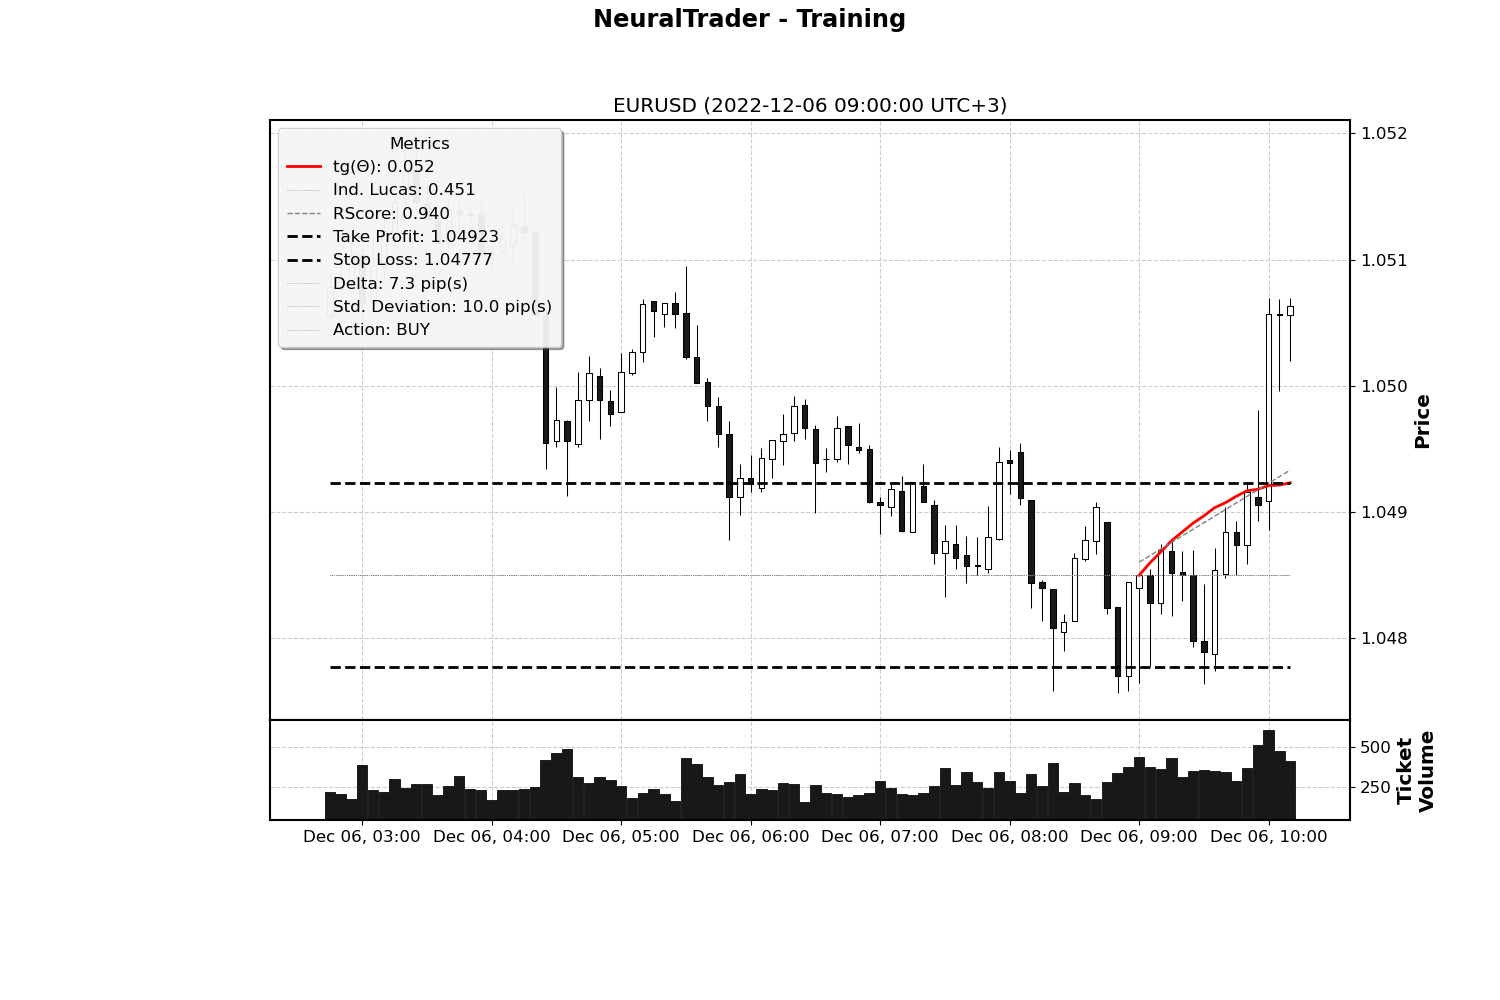 NeuralTrader - Training
EURUSD (2022-12-06 09:00:00 UTC+3)
Metrics
tg(Θ): 0.052
Ind. Lucas: 0.451
RScore: 0.940
Take Profit: 1.04923
Stop Loss: 1.04777
Delta: 7.3 pip(s)
Std. Deviation: 10.0 pip(s)
Action: BUY
1.052
1.051
1.050
1.049
1.048
Price
500
250
Ticket
Volume
Dec 06, 03:00 Dec 06, 04:00 Dec 06, 05:00 Dec 06, 06:00 Dec 06, 07:00 Dec 06, 08:00 Dec 06, 09:00 Dec 06, 10:00